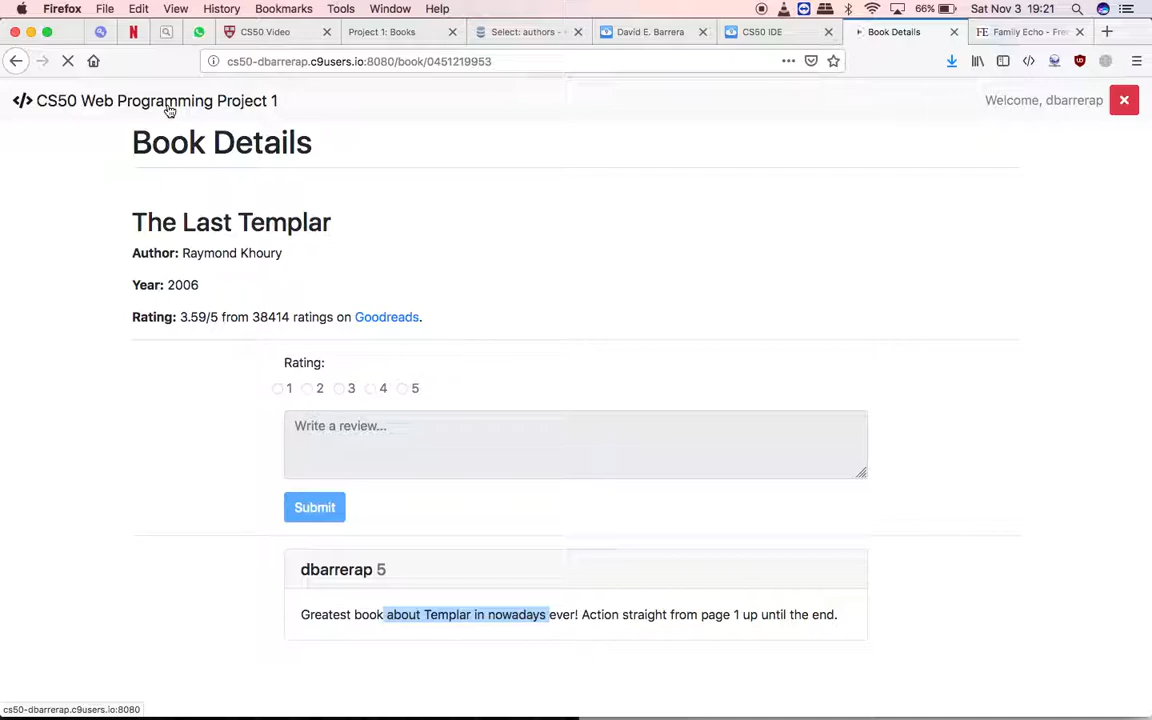 Firefox File Edit View History Bookmarks Tools Window Help 66% Sat Nov 3 19:21
CS50 Video Project 1: Books Select: authors - David E. Barrera CS50 IDE Book Details Family Echo - Fre
cs50-dbarrerap.c9users.io:8080/book/0451219953
</> CS50 Web Programming Project 1 Welcome, dbarrerap
Book Details
The Last Templar
Author: Raymond Khoury
Year: 2006
Rating: 3.59/5 from 38414 ratings on Goodreads.
Rating:
1 2 3 4 5
Write a review...
Submit
dbarrerap 5
Greatest book about Templar in nowadays ever! Action straight from page 1 up until the end.
cs50-dbarrerap.c9users.io:8080